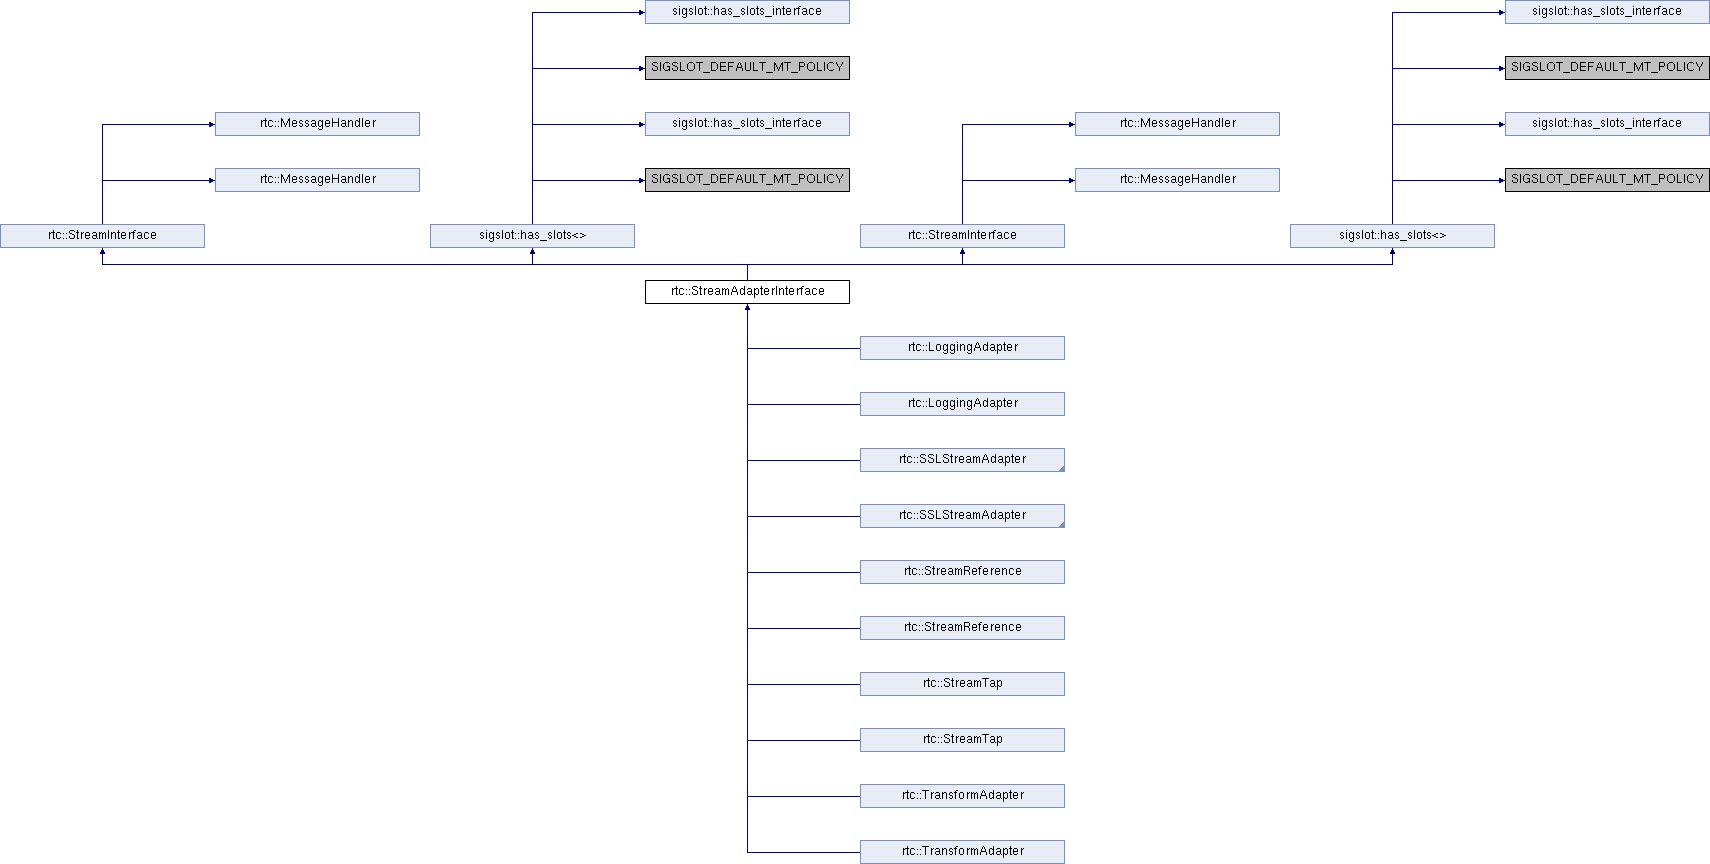 sigslot::has_slots_interface
sigslot::has_slots_interface
SIGSLOT_DEFAULT_MT_POLICY
SIGSLOT_DEFAULT_MT_POLICY
rtc::MessageHandler
sigslot::has_slots_interface
rtc::MessageHandler
sigslot::has_slots_interface
rtc::MessageHandler
SIGSLOT_DEFAULT_MT_POLICY
rtc::MessageHandler
SIGSLOT_DEFAULT_MT_POLICY
rtc::StreamInterface
sigslot::has_slots<>
rtc::StreamInterface
sigslot::has_slots<>
rtc::StreamAdapterInterface
rtc::LoggingAdapter
rtc::LoggingAdapter
rtc::SSLStreamAdapter
rtc::SSLStreamAdapter
rtc::StreamReference
rtc::StreamReference
rtc::StreamTap
rtc::StreamTap
rtc::TransformAdapter
rtc::TransformAdapter